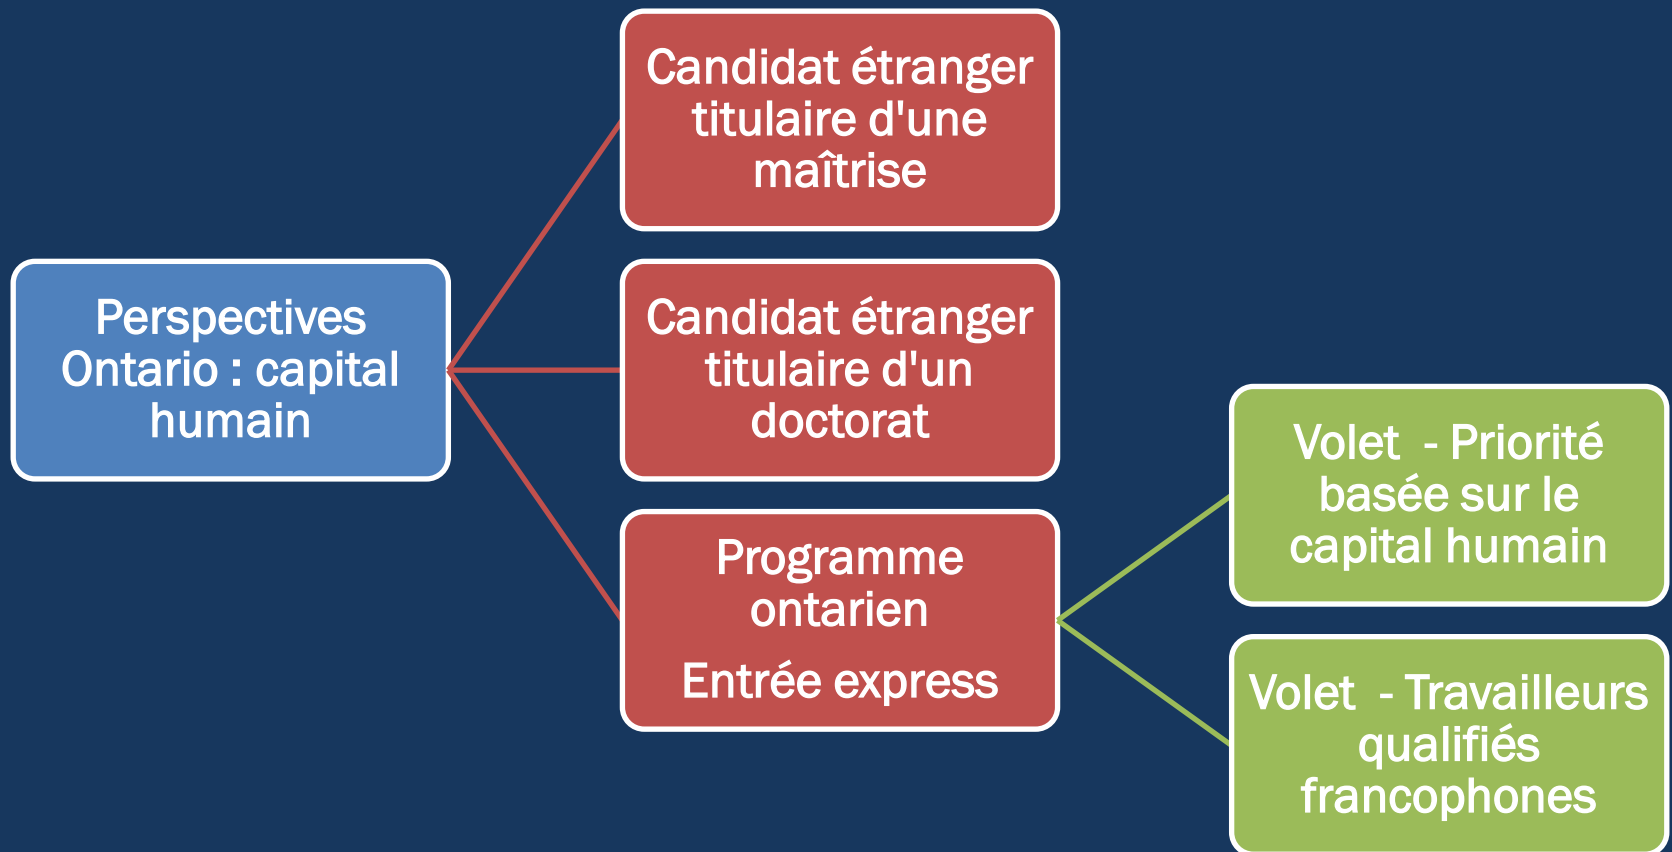 Candidat étranger
titulaire d'une
maîtrise
Perspectives
Ontario : capital
humain
Candidat étranger
titulaire d'un
doctorat
Programme
ontarien
Entrée express
Volet  - Priorité
basée sur le
capital humain
Volet  - Travailleurs
qualifiés
francophones